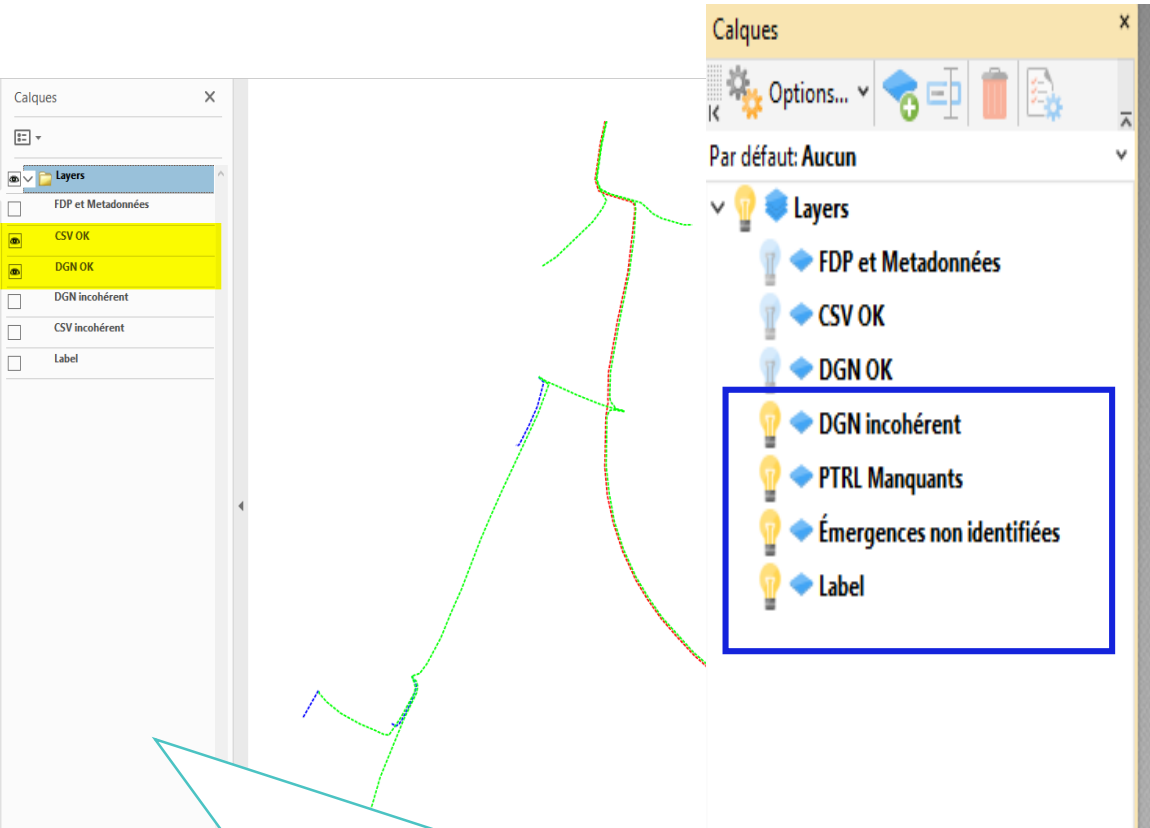 Calques
Layers
FDP et Metadonnées
CSV OK
DGN OK
DGN incohérent
CSV incohérent
Label
Calques
Options...
Par défaut: Aucun
Layers
FDP et Metadonnées
CSV OK
DGN OK
DGN incohérent
PTRL Manquants
Émergences non identifiées
Label